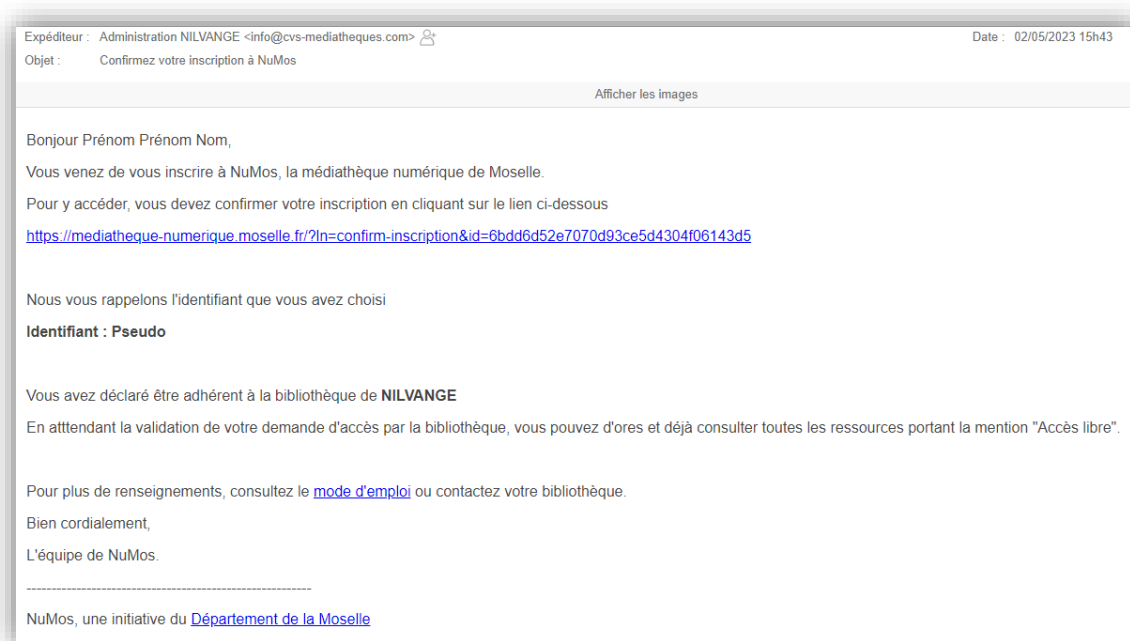 Expéditeur : Administration NILVANGE <info@cvs-mediatheques.com> Date : 02/05/2023 15h43
Objet : Confirmez votre inscription à NuMos
Afficher les images
Bonjour Prénom Prénom Nom,
Vous venez de vous inscrire à NuMos, la médiathèque numérique de Moselle.
Pour y accéder, vous devez confirmer votre inscription en cliquant sur le lien ci-dessous
https://mediatheque-numerique.moselle.fr/?ln=confirm-inscription&id=6bdd6d52e7070d93ce5d4304f06143d5
Nous vous rappelons l'identifiant que vous avez choisi
Identifiant : Pseudo
Vous avez déclaré être adhérent à la bibliothèque de NILVANGE
En atttendant la validation de votre demande d'accès par la bibliothèque, vous pouvez d'ores et déjà consulter toutes les ressources portant la mention "Accès libre".
Pour plus de renseignements, consultez le mode d'emploi ou contactez votre bibliothèque.
Bien cordialement,
L'équipe de NuMos.
---------------------------------------------------------
NuMos, une initiative du Département de la Moselle